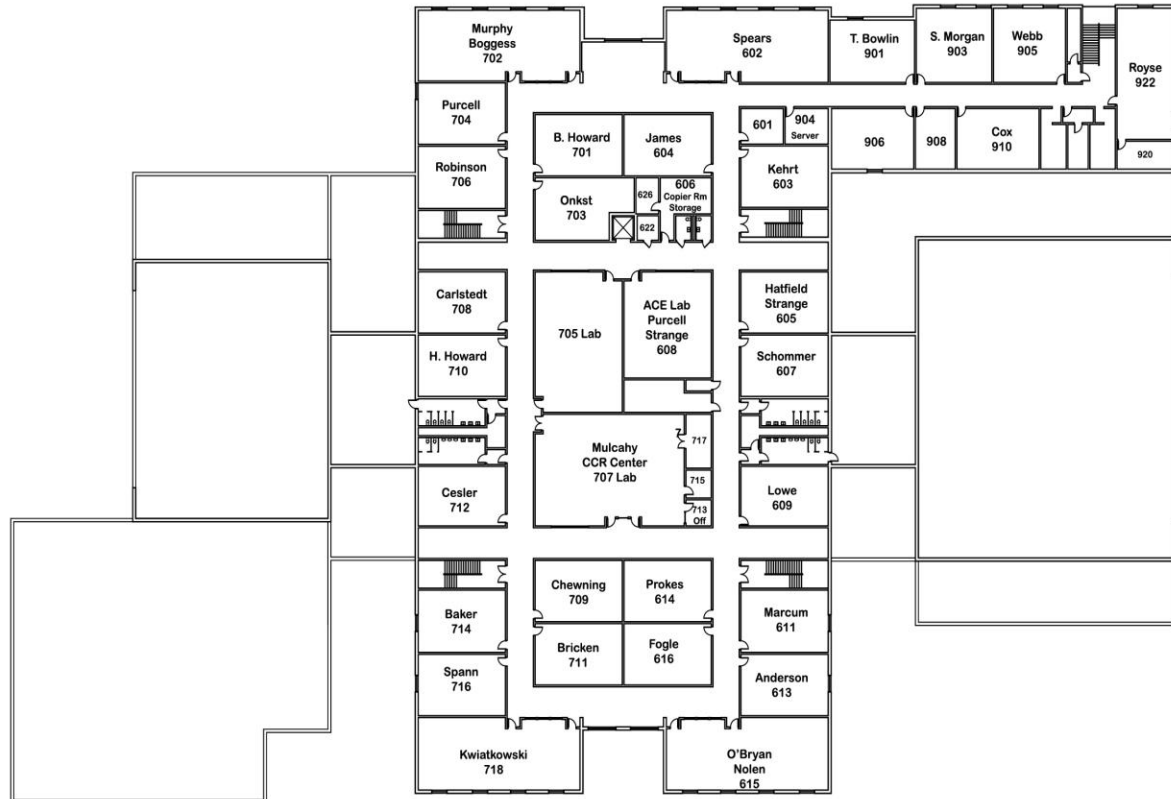 Murphy
Boggess
702
Spears
602
T. Bowlin
901
S. Morgan
903
Webb
905
Royse
922
Purcell
704
B. Howard
701
James
604
601
904
Server
906
908
Cox
910
920
Robinson
706
Onkst
703
626
606
Copier Rm
Storage
622
Kehrt
603
Carlstedt
708
705 Lab
ACE Lab
Purcell
Strange
608
Hatfield
Strange
605
H. Howard
710
Schommer
607
Mulcahy
CCR Center
707 Lab
717
715
713
Off
Cesler
712
Lowe
609
Chewning
709
Prokes
614
Baker
714
Marcum
611
Bricken
711
Fogle
616
Spann
716
Anderson
613
Kwiatkowski
718
O'Bryan
Nolen
615